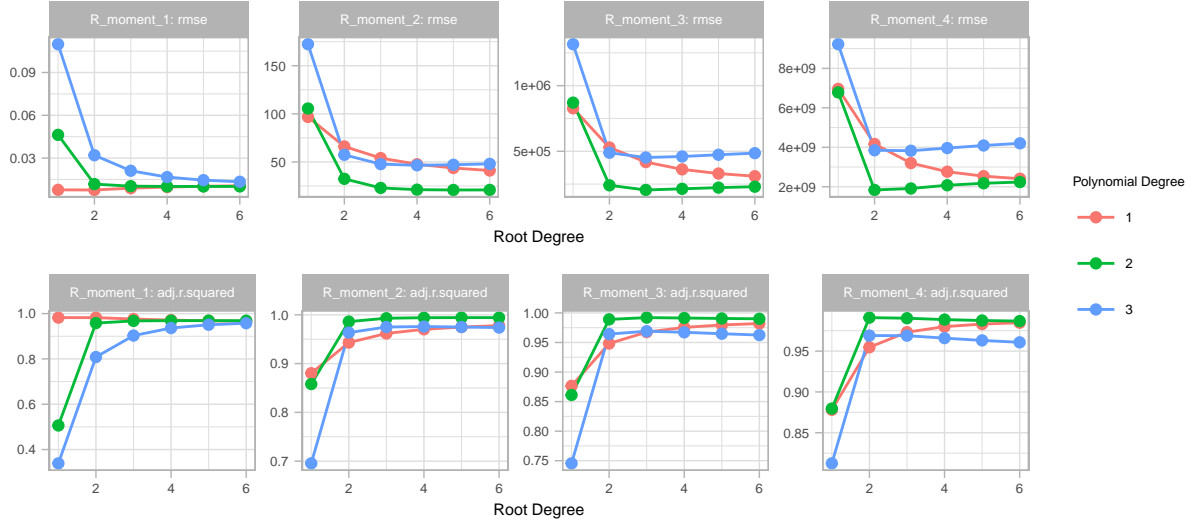 R_moment_1: rmse
R_moment_2: rmse
R_moment_3: rmse
R_moment_4: rmse
0.09
0.06
0.03
2 4 6
150
100
50
2 4 6
1e+06
5e+05
2 4 6
8e+09
6e+09
4e+09
2e+09
2 4 6
Root Degree
R_moment_1: adj.r.squared
R_moment_2: adj.r.squared
R_moment_3: adj.r.squared
R_moment_4: adj.r.squared
1.0
0.8
0.6
0.4
2 4 6
1.0
0.9
0.8
0.7
2 4 6
1.00
0.95
0.90
0.85
0.80
0.75
2 4 6
0.95
0.90
0.85
2 4 6
Root Degree
Polynomial Degree
1
2
3